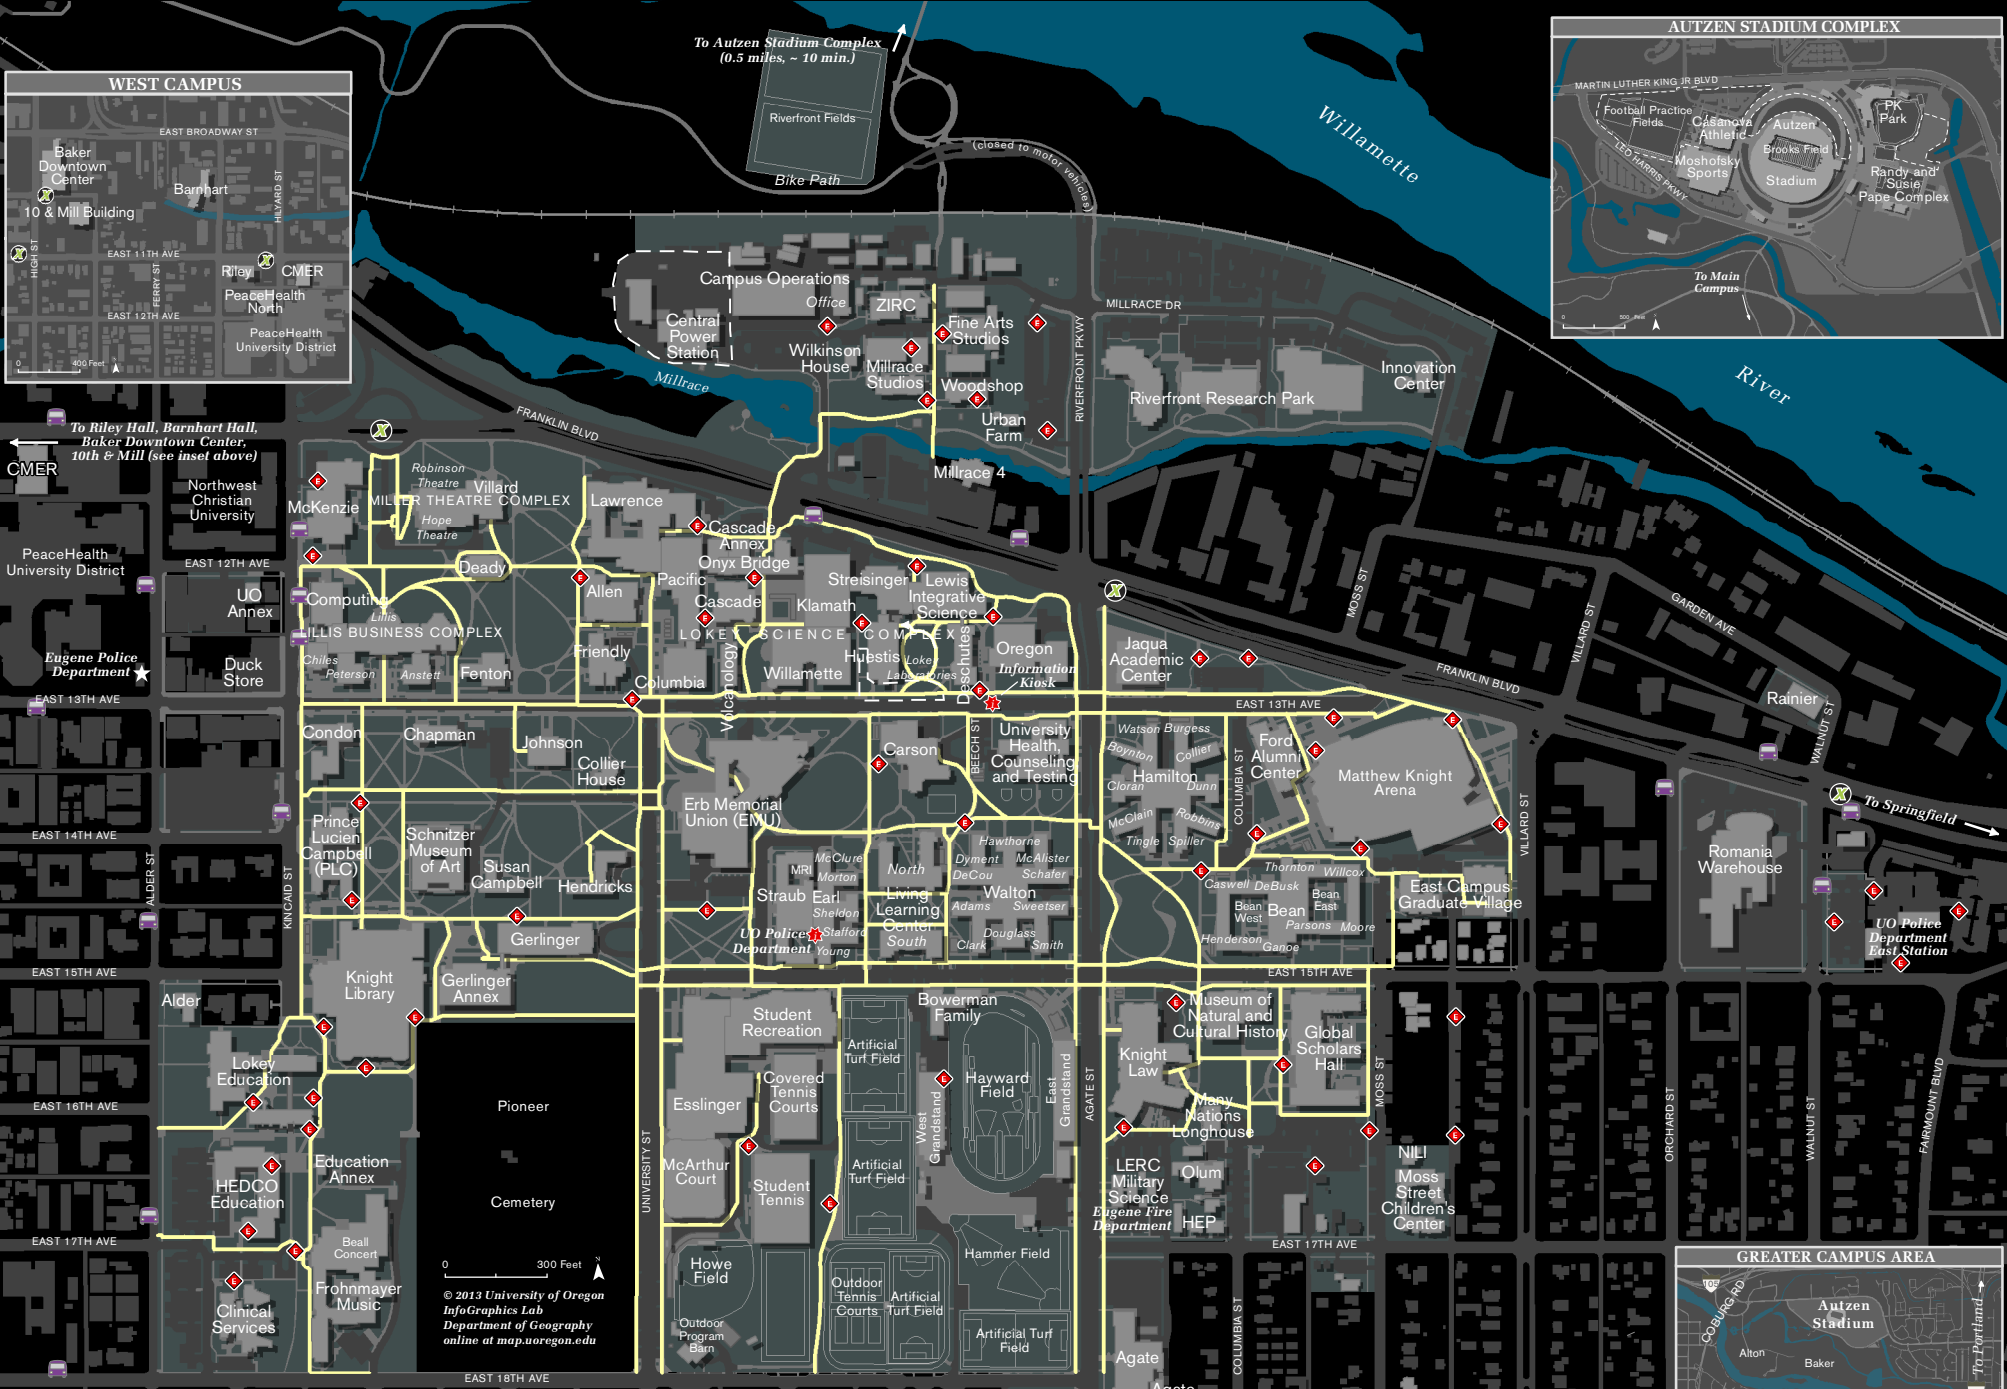 To Autzen Stadium Complex
(0.5 miles, ~ 10 min.)
Riverfront Fields
Bike Path
(closed to motor vehicles)
Willamette
River
WEST CAMPUS
EAST BROADWAY ST
Baker
Downtown
Center
Barnhart
HILYARD ST
10 & Mill Building
HIGH ST
EAST 11TH AVE
FERRY ST
Riley
CMER
PeaceHealth
North
EAST 12TH AVE
PeaceHealth
University District
0
400 Feet
AUTZEN STADIUM COMPLEX
MARTIN LUTHER KING JR BLVD
Football Practice
Fields
Casanova
Athletic
Autzen
PK
Park
Brooks Field
LEO HARRIS PKWY
Moshofsky
Sports
Stadium
Randy and
Susie
Pape Complex
To Main
Campus
0
500 Feet
Campus Operations
Office
ZIRC
Central
Power
Station
Wilkinson
House
Millrace
Studios
Fine Arts
Studios
Woodshop
Urban
Farm
MILLRACE DR
RIVERFRONT PKWY
Riverfront Research Park
Innovation
Center
Millrace
FRANKLIN BLVD
Millrace 4
To Riley Hall, Barnhart Hall,
Baker Downtown Center,
10th & Mill (see inset above)
CMER
Northwest
Christian
University
PeaceHealth
University District
EAST 12TH AVE
McKenzie
Robinson
Theatre
Villard
MILLER THEATRE COMPLEX
Hope
Theatre
Lawrence
Cascade
Annex
Deady
Onyx Bridge
Pacific
Allen
Cascade
Streisinger
Lewis
Integrative
Science
Klamath
UO
Annex
Computing
Lillis
LILLIS BUSINESS COMPLEX
LOKEY SCIENCE COMPLEX
Chiles
Peterson
Anstett
Fenton
Friendly
Columbia
Volcanology
Willamette
Huestis
Lokey
Laboratories
Deschutes
Oregon
Information
Kiosk
Jaqua
Academic
Center
MOSS ST
VILLARD ST
GARDEN AVE
FRANKLIN BLVD
Rainier
WALNUT ST
Eugene Police
Department
Duck
Store
EAST 13TH AVE
EAST 13TH AVE
Condon
Chapman
Johnson
Collier
House
Erb Memorial
Union (EMU)
Carson
BEECH ST
University
Health,
Counseling
and Testing
Watson
Burgess
Boynton
Collier
Hamilton
Cloran
Dunn
McClain
Robbins
Tingle
Spiller
COLUMBIA ST
Ford
Alumni
Center
Matthew Knight
Arena
VILLARD ST
To Springfield
Romania
Warehouse
EAST 14TH AVE
ALDER ST
KINCAID ST
Prince
Lucien
Campbell
(PLC)
Schnitzer
Museum
of Art
Susan
Campbell
Hendricks
Straub
MRI
McClure
Morton
Earl
Sheldon
Stafford
Young
UO Police
Department
North
Living
Learning
Center
South
Hawthorne
Dyment
McAlister
DeCou
Schafer
Walton
Adams
Sweetser
Douglass
Clark
Smith
Thornton
Willcox
Caswell
DeBusk
Bean
West
Bean
Bean
East
Parsons
Moore
Henderson
Ganoe
East Campus
Graduate Village
UO Police
Department
East Station
EAST 15TH AVE
EAST 15TH AVE
Gerlinger
Gerlinger
Annex
Knight
Library
Alder
Lokey
Education
EAST 16TH AVE
Pioneer
Cemetery
Education
Annex
HEDCO
Education
EAST 17TH AVE
Beall
Concert
Frohnmayer
Music
Clinical
Services
0
300 Feet
© 2013 University of Oregon
InfoGraphics Lab
Department of Geography
online at map.uoregon.edu
EAST 18TH AVE
UNIVERSITY ST
Student
Recreation
Esslinger
Covered
Tennis
Courts
McArthur
Court
Student
Tennis
Howe
Field
Outdoor
Program
Barn
Artificial
Turf Field
Artificial
Turf Field
Outdoor
Tennis
Courts
Artificial
Turf Field
Bowerman
Family
West
Grandstand
Hayward
Field
East
Grandstand
Hammer Field
Artificial Turf
Field
AGATE ST
Museum of
Natural and
Cultural History
Knight
Law
Global
Scholars
Hall
Many
Nations
Longhouse
LERC
Military
Science
Eugene Fire
Department
Olum
HEP
MOSS ST
NILI
Moss
Street
Children's
Center
EAST 17TH AVE
COLUMBIA ST
Agate
Agate
ORCHARD ST
WALNUT ST
FAIRMOUNT BLVD
GREATER CAMPUS AREA
105
COBURG RD
Autzen
Stadium
To Portland
Alton
Baker